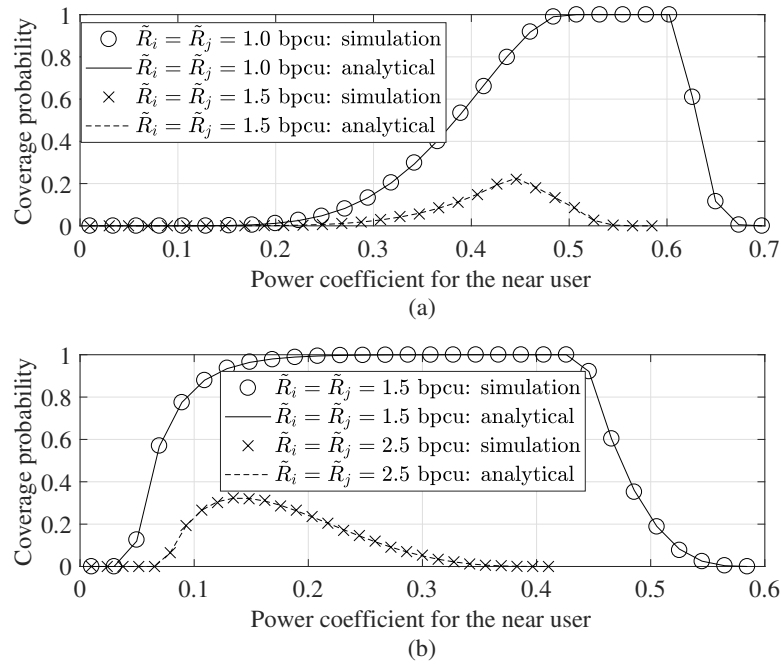 1
0.8
0.6
0.4
0.2
0
Coverage probability
R̃ᵢ = R̃ⱼ = 1.0 bpcu: simulation
R̃ᵢ = R̃ⱼ = 1.0 bpcu: analytical
R̃ᵢ = R̃ⱼ = 1.5 bpcu: simulation
R̃ᵢ = R̃ⱼ = 1.5 bpcu: analytical
0 0.1 0.2 0.3 0.4 0.5 0.6 0.7
Power coefficient for the near user
(a)
1
0.8
0.6
0.4
0.2
0
Coverage probability
R̃ᵢ = R̃ⱼ = 1.5 bpcu: simulation
R̃ᵢ = R̃ⱼ = 1.5 bpcu: analytical
R̃ᵢ = R̃ⱼ = 2.5 bpcu: simulation
R̃ᵢ = R̃ⱼ = 2.5 bpcu: analytical
0 0.1 0.2 0.3 0.4 0.5 0.6
Power coefficient for the near user
(b)